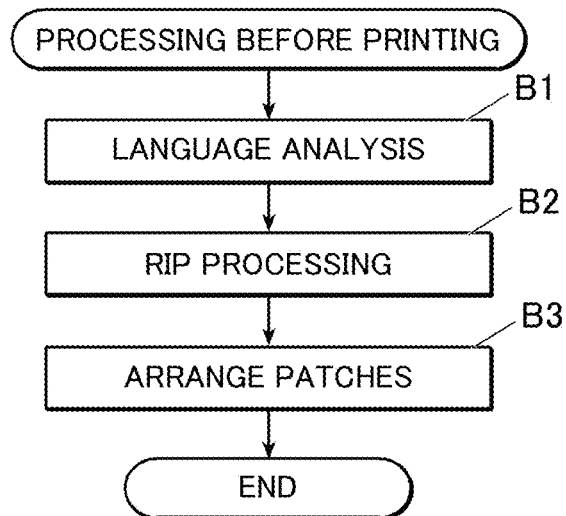 PROCESSING BEFORE PRINTING
B1
LANGUAGE ANALYSIS
B2
RIP PROCESSING
B3
ARRANGE PATCHES
END